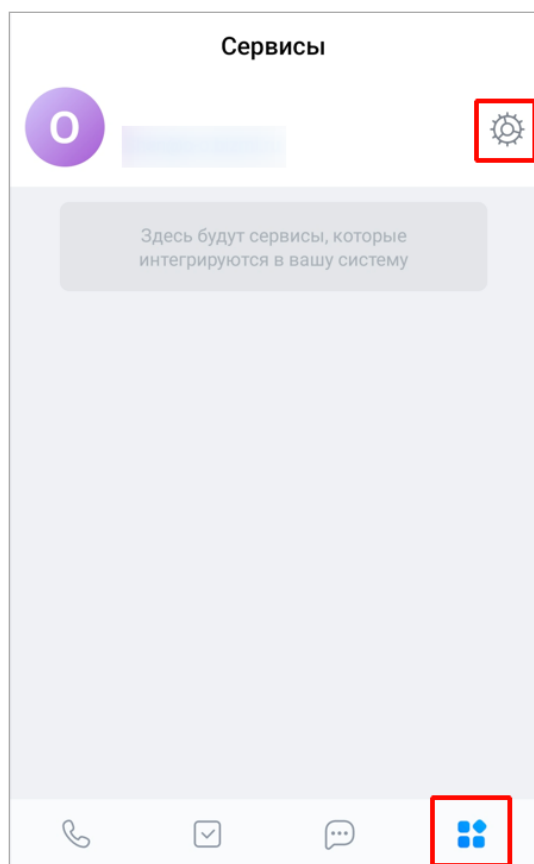 Сервисы
О
Здесь будут сервисы, которые
интегрируются в вашу систему